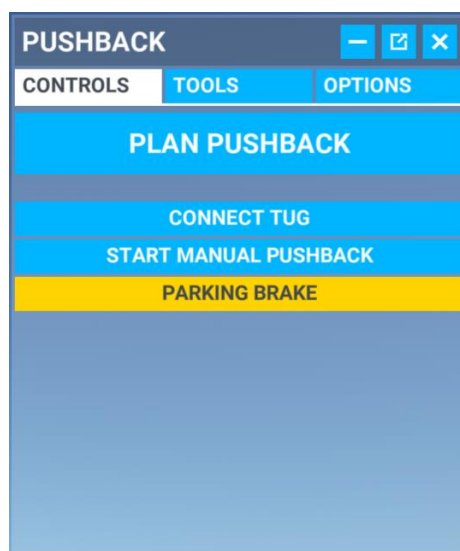 PUSHBACK
CONTROLS TOOLS OPTIONS
PLAN PUSHBACK
CONNECT TUG
START MANUAL PUSHBACK
PARKING BRAKE